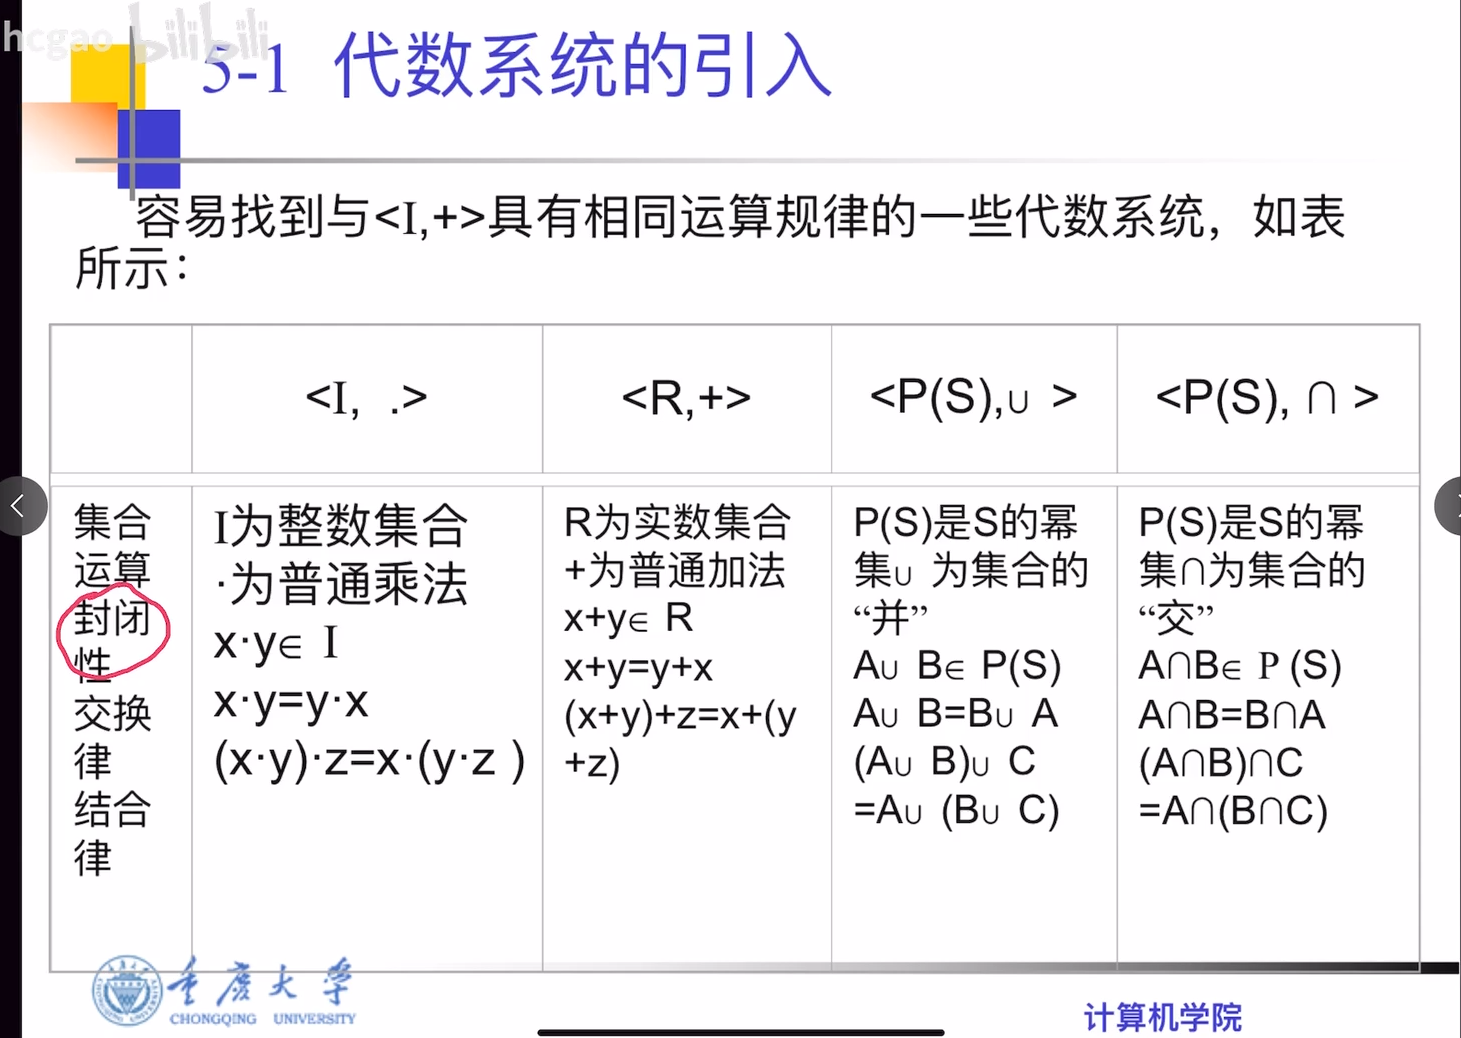 hcgao bilibili
5-1 代数系统的引入
容易找到与<I,+>具有相同运算规律的一些代数系统，如表
所示：
<I, .>
<R,+>
<P(S),∪ >
<P(S), ∩ >
集合
运算
封闭
性
交换
律
结合
律
I为整数集合
·为普通乘法
x·y∈ I
x·y=y·x
(x·y)·z=x·(y·z )
R为实数集合
+为普通加法
x+y∈ R
x+y=y+x
(x+y)+z=x+(y
+z)
P(S)是S的幂
集∪ 为集合的
“并”
A∪ B∈ P(S)
A∪ B=B∪ A
(A∪ B)∪ C
=A∪ (B∪ C)
P(S)是S的幂
集∩为集合的
“交”
A∩B∈ P (S)
A∩B=B∩A
(A∩B)∩C
=A∩(B∩C)
重庆大学
CHONGQING UNIVERSITY
计算机学院